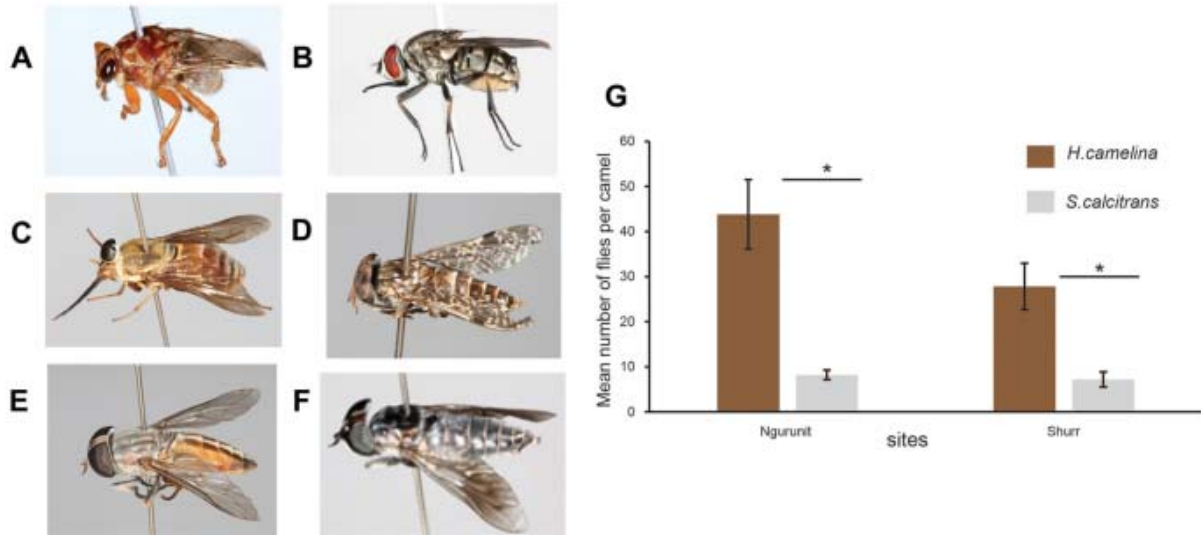 A
B
C
D
E
F
G
Mean number of flies per camel
60
50
40
30
20
10
0
*
*
H.camelina
S.calcitrans
Ngurunit
Shurr
sites